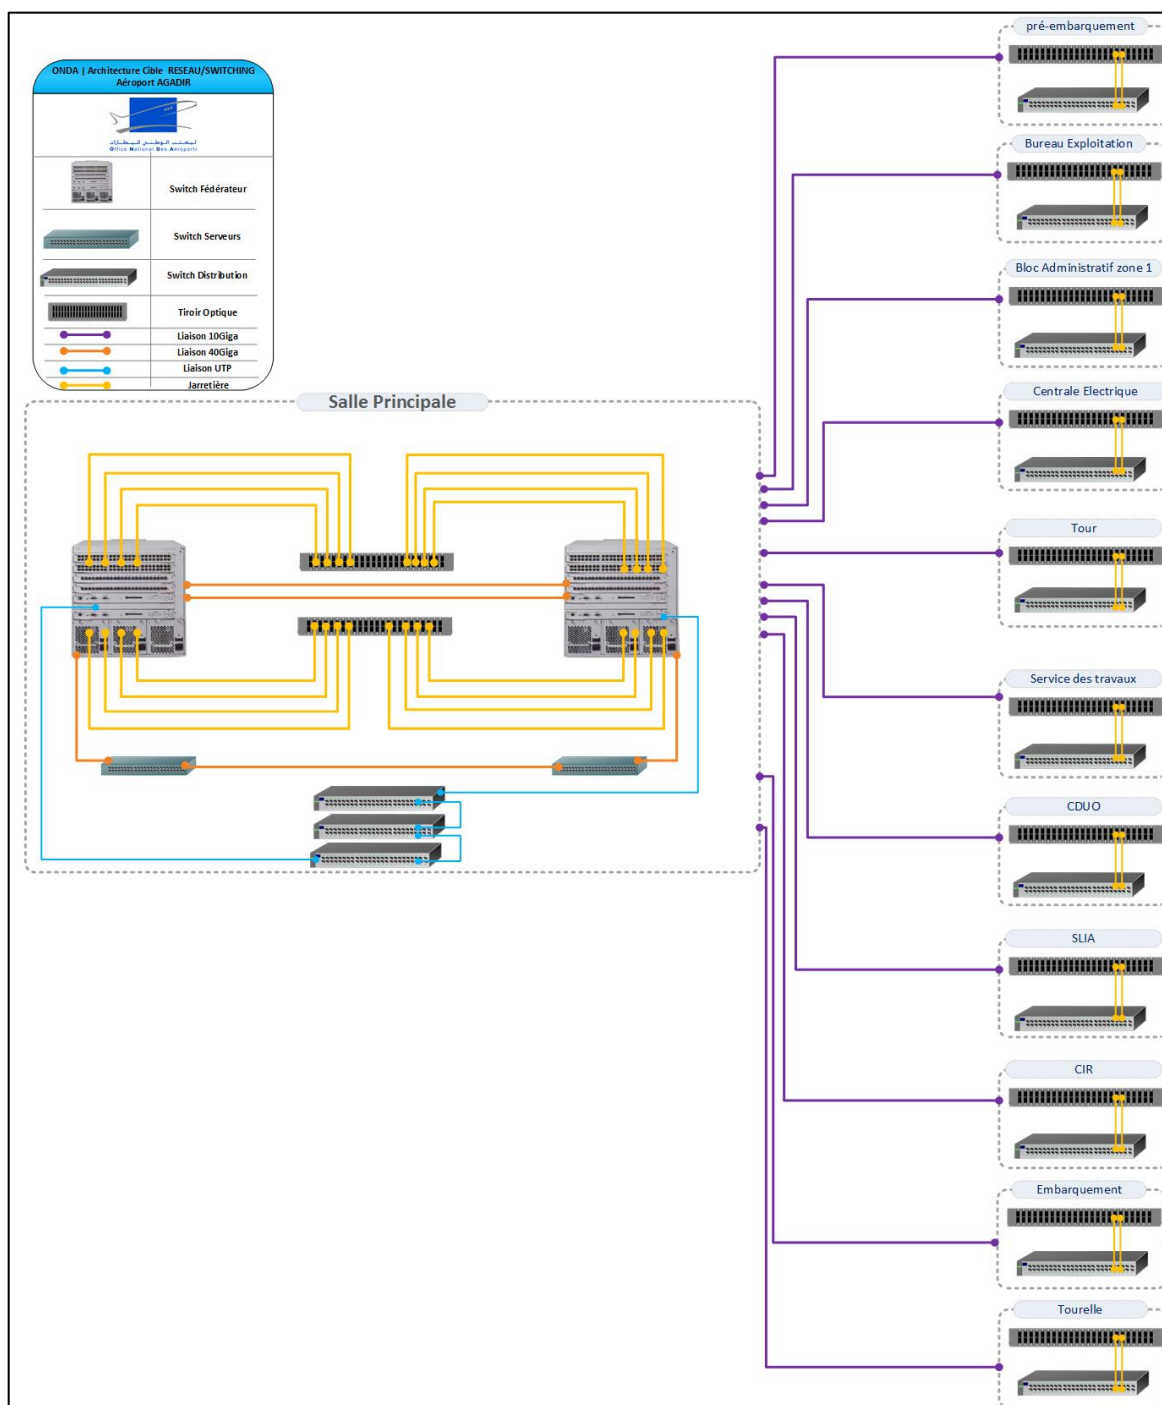 ONDA | Architecture Cible RESEAU/SWITCHING
Aéroport AGADIR
Office National Des Aéroports
Switch Fédérateur
Switch Serveurs
Switch Distribution
Tiroir Optique
Liaison 10Giga
Liaison 40Giga
Liaison UTP
Jarretière
Salle Principale
pré-embarquement
Bureau Exploitation
Bloc Administratif zone 1
Centrale Electrique
Tour
Service des travaux
CDUO
SLIA
CIR
Embarquement
Tourelle